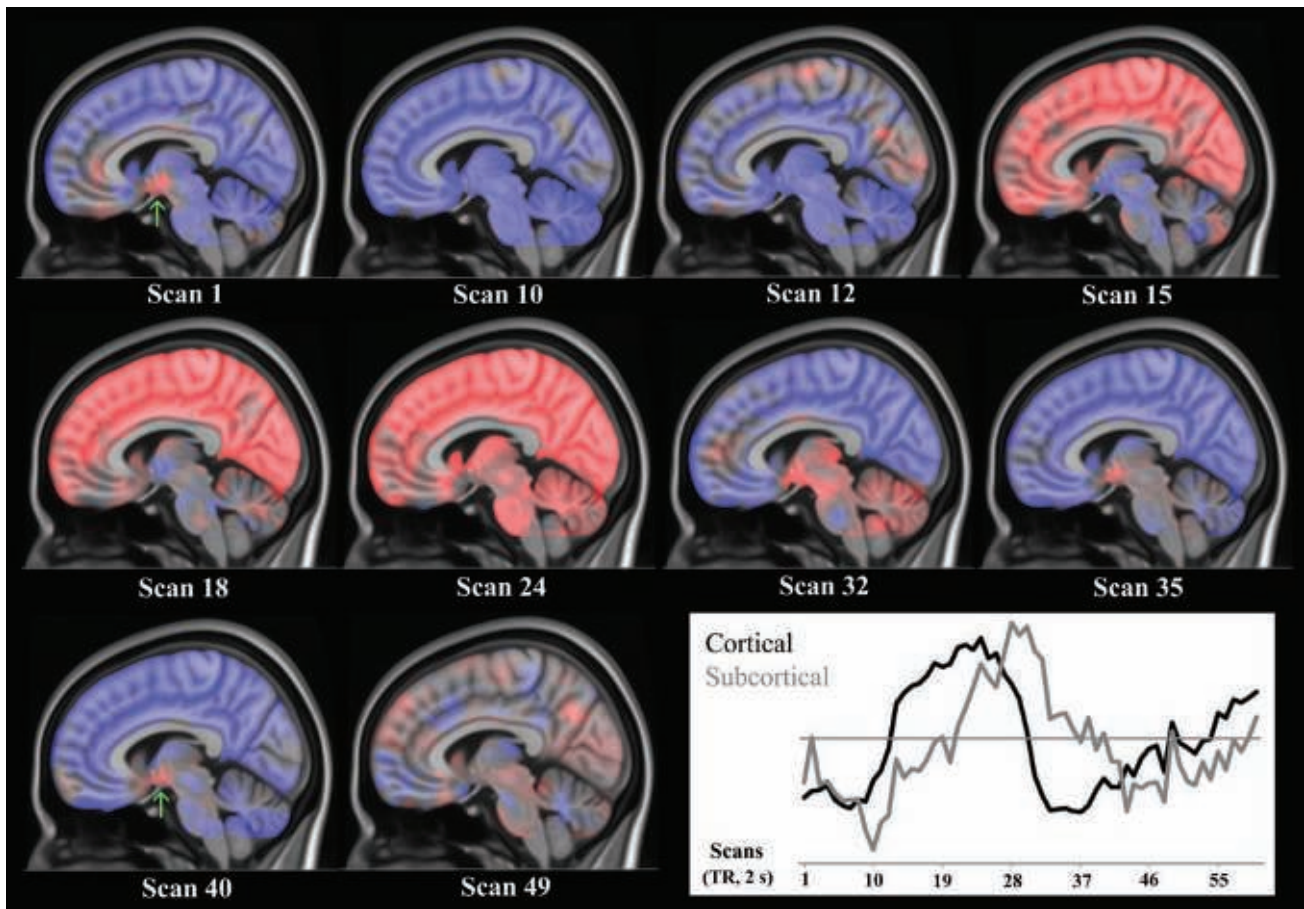 Scan 1
Scan 10
Scan 12
Scan 15
Scan 18
Scan 24
Scan 32
Scan 35
Scan 40
Scan 49
Cortical
Subcortical
Scans
(TR, 2 s)
1 10 19 28 37 46 55